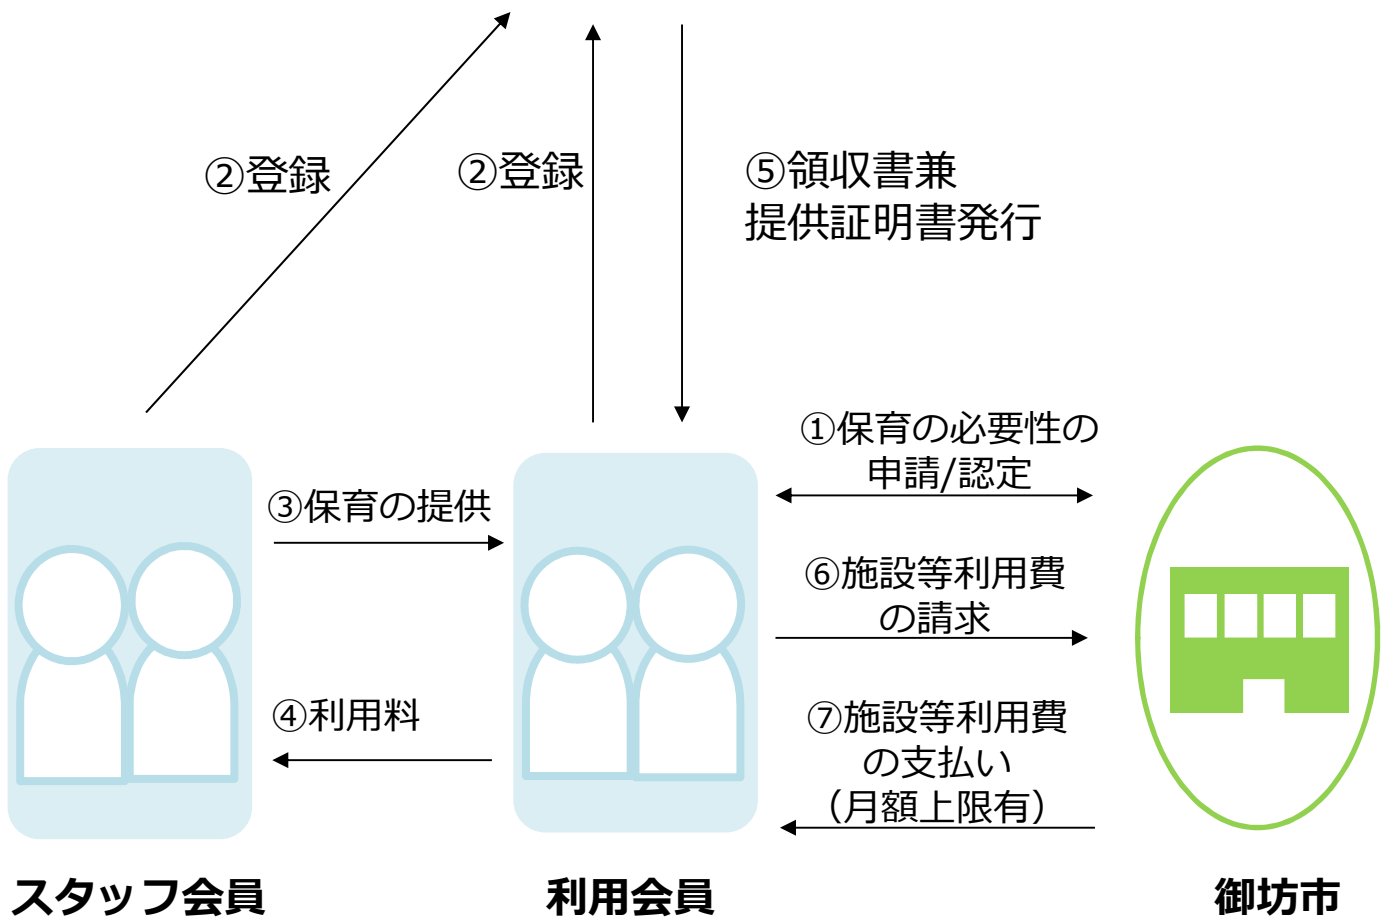 ②登録
②登録
⑤領収書兼
提供証明書発行
①保育の必要性の
申請/認定
③保育の提供
⑥施設等利用費
の請求
④利用料
⑦施設等利用費
の支払い
（月額上限有）
スタッフ会員
利用会員
御坊市